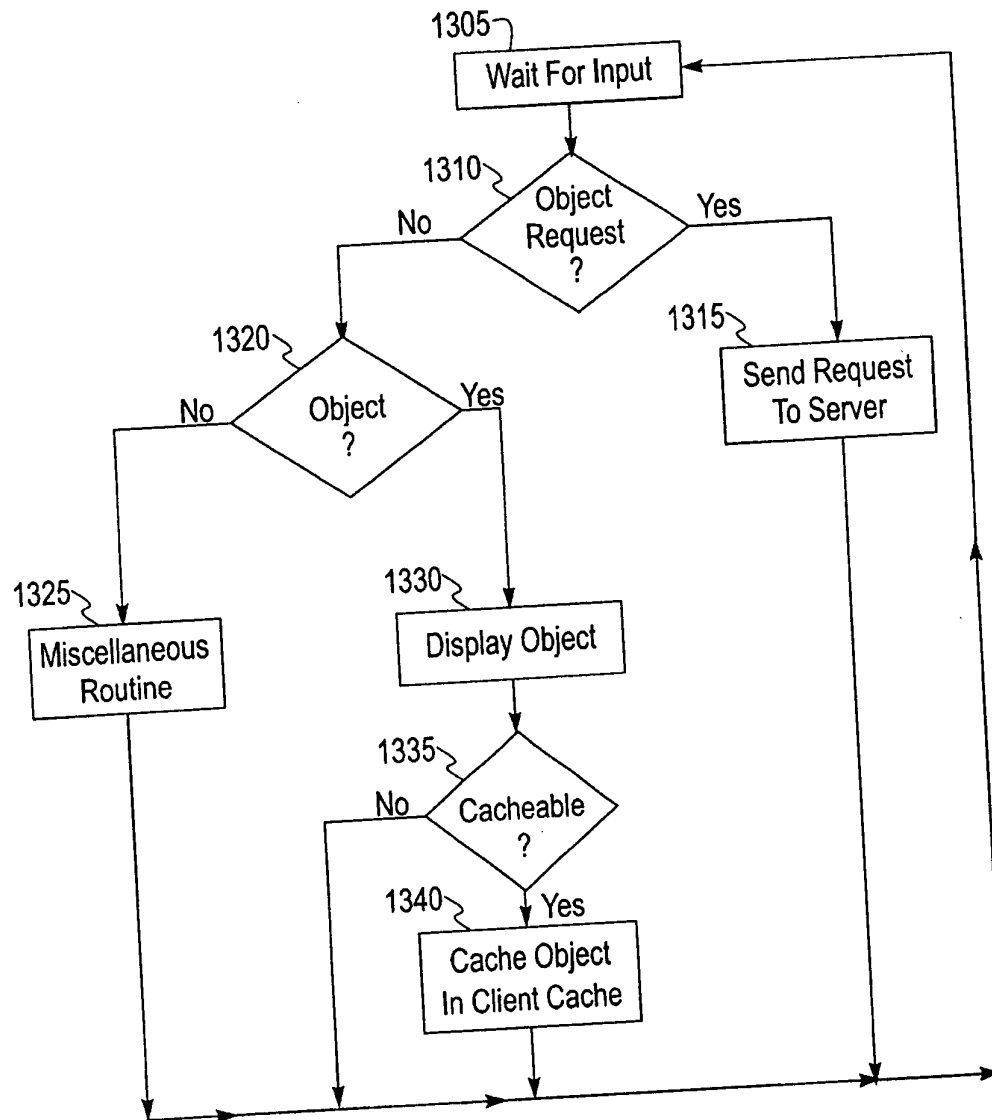 1305
Wait For Input
1310
Object
Request
?
No
Yes
1320
Object
?
No
Yes
1315
Send Request
To Server
1325
Miscellaneous
Routine
1330
Display Object
1335
Cacheable
?
No
Yes
1340
Cache Object
In Client Cache